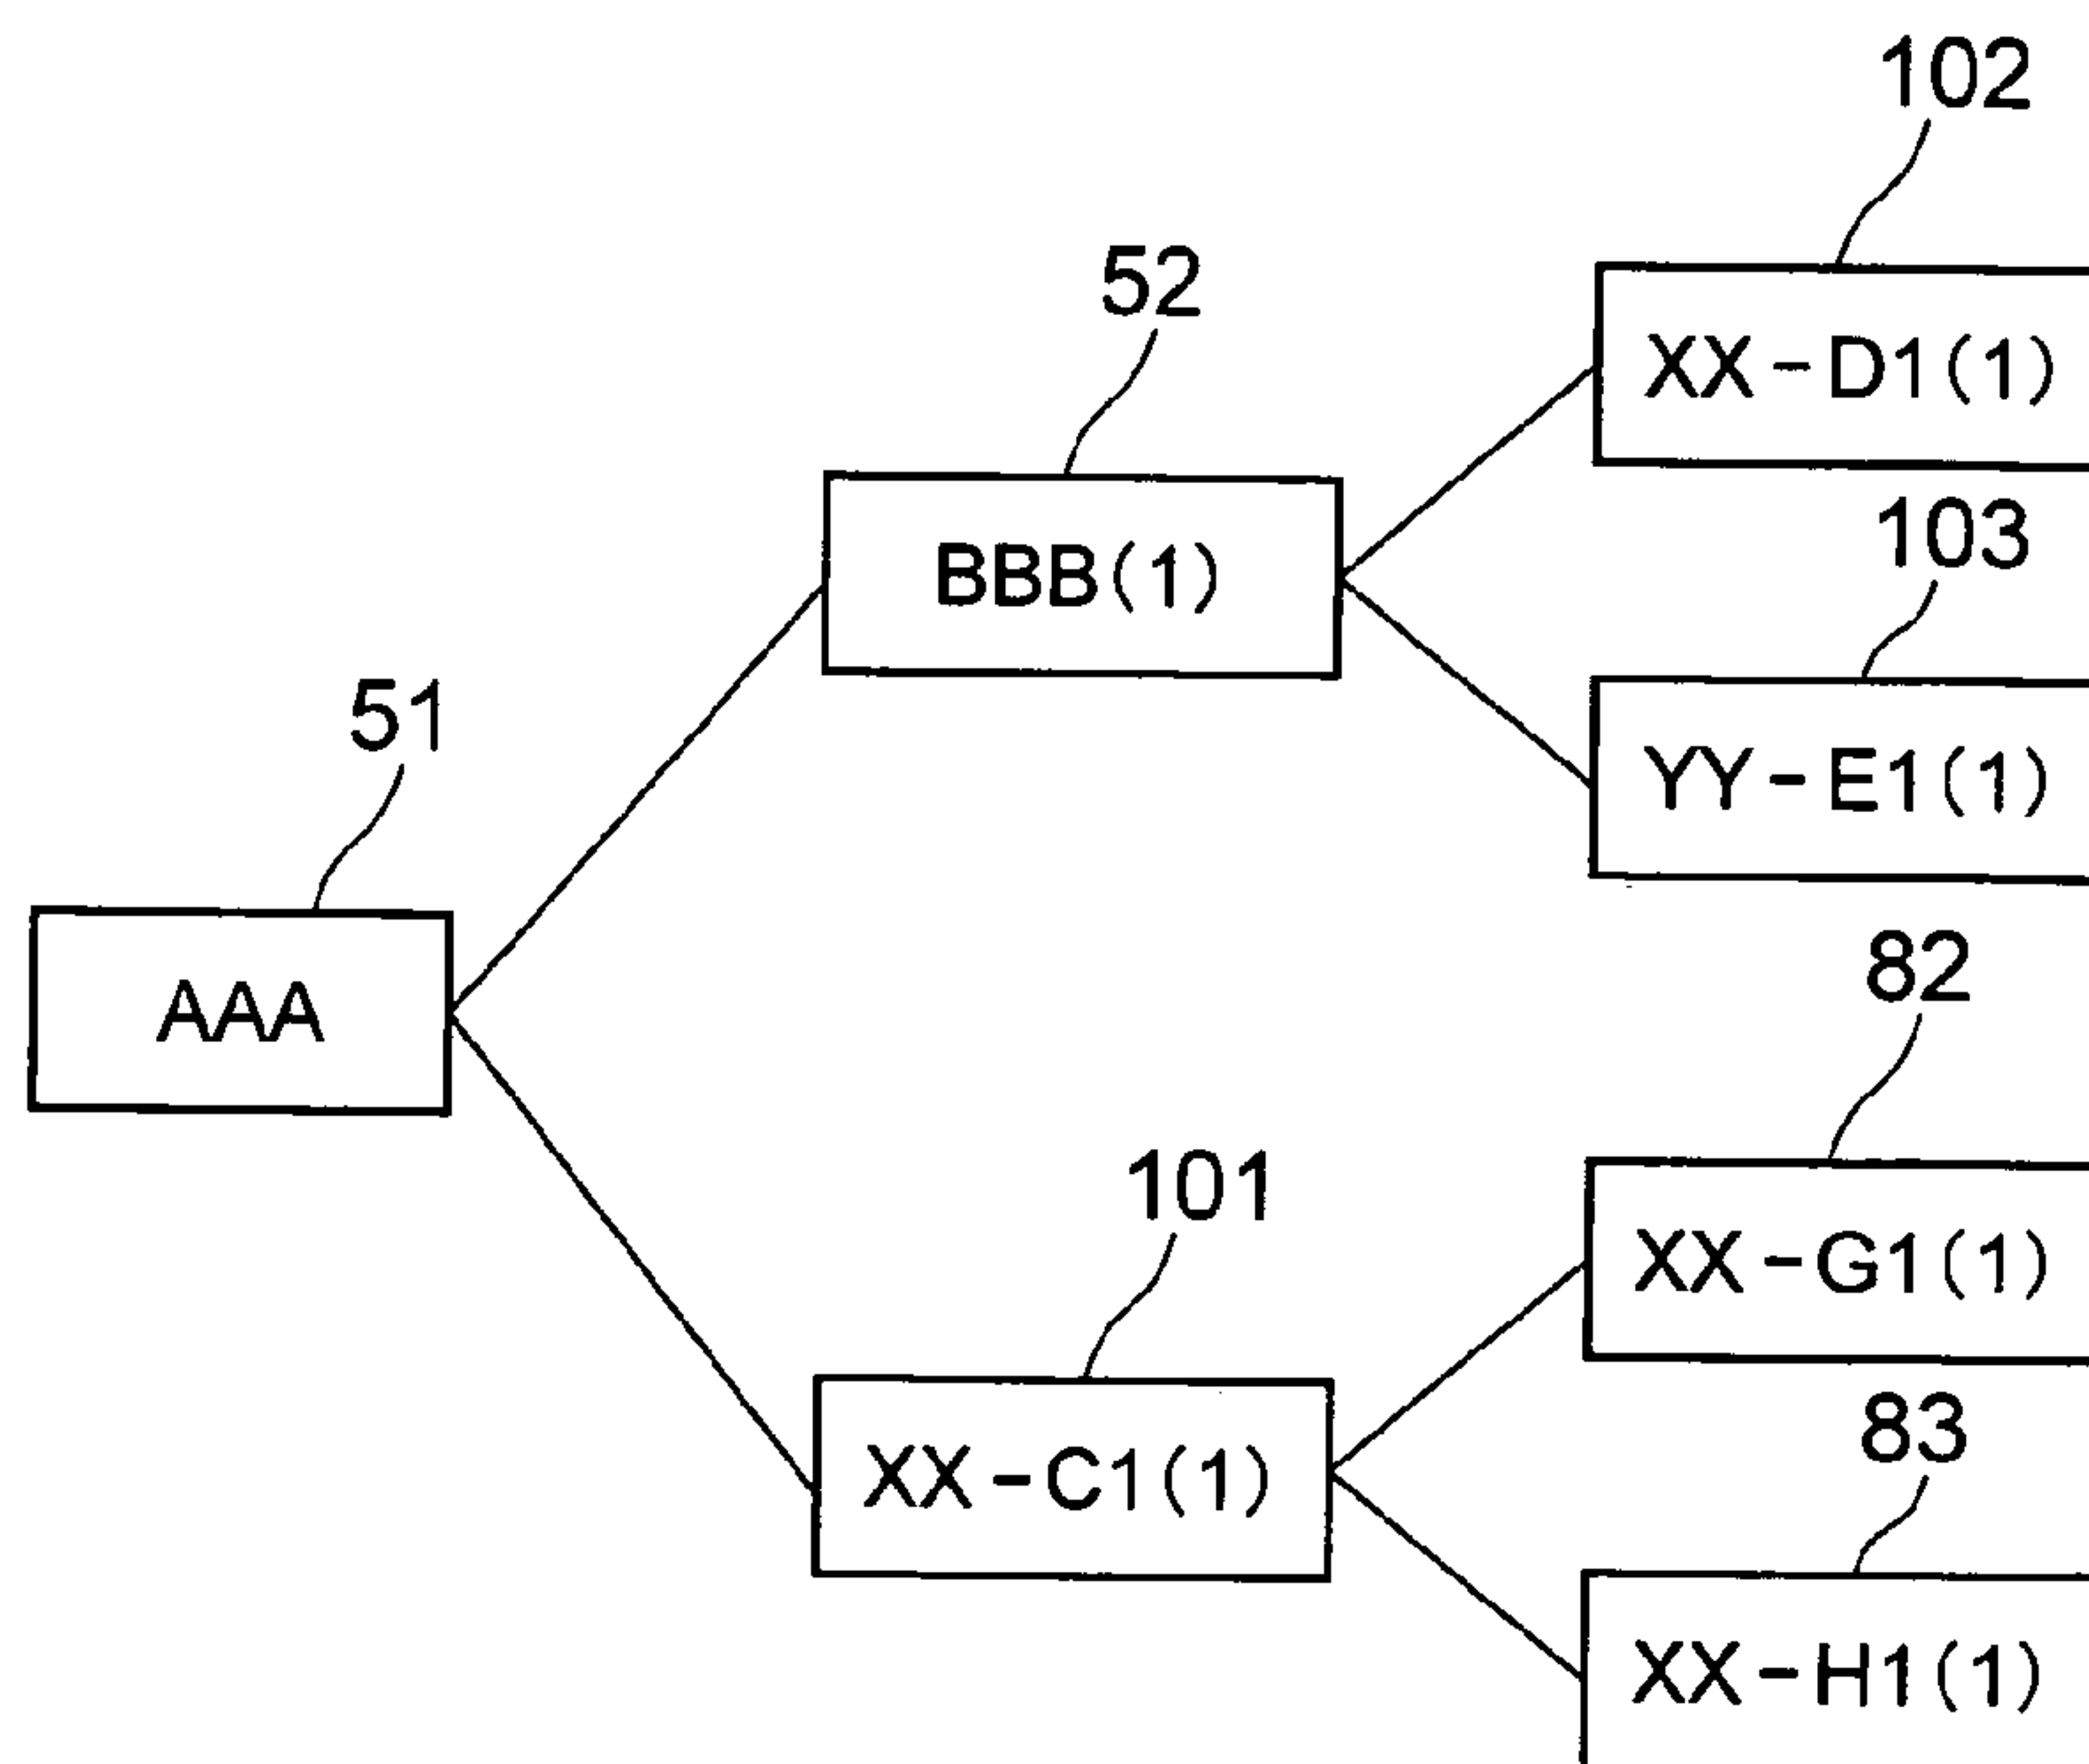 102
52
XX-D1(1)
103
BBB(1)
51
YY-E1(1)
82
AAA
101
XX-G1(1)
83
XX-C1(1)
XX-H1(1)